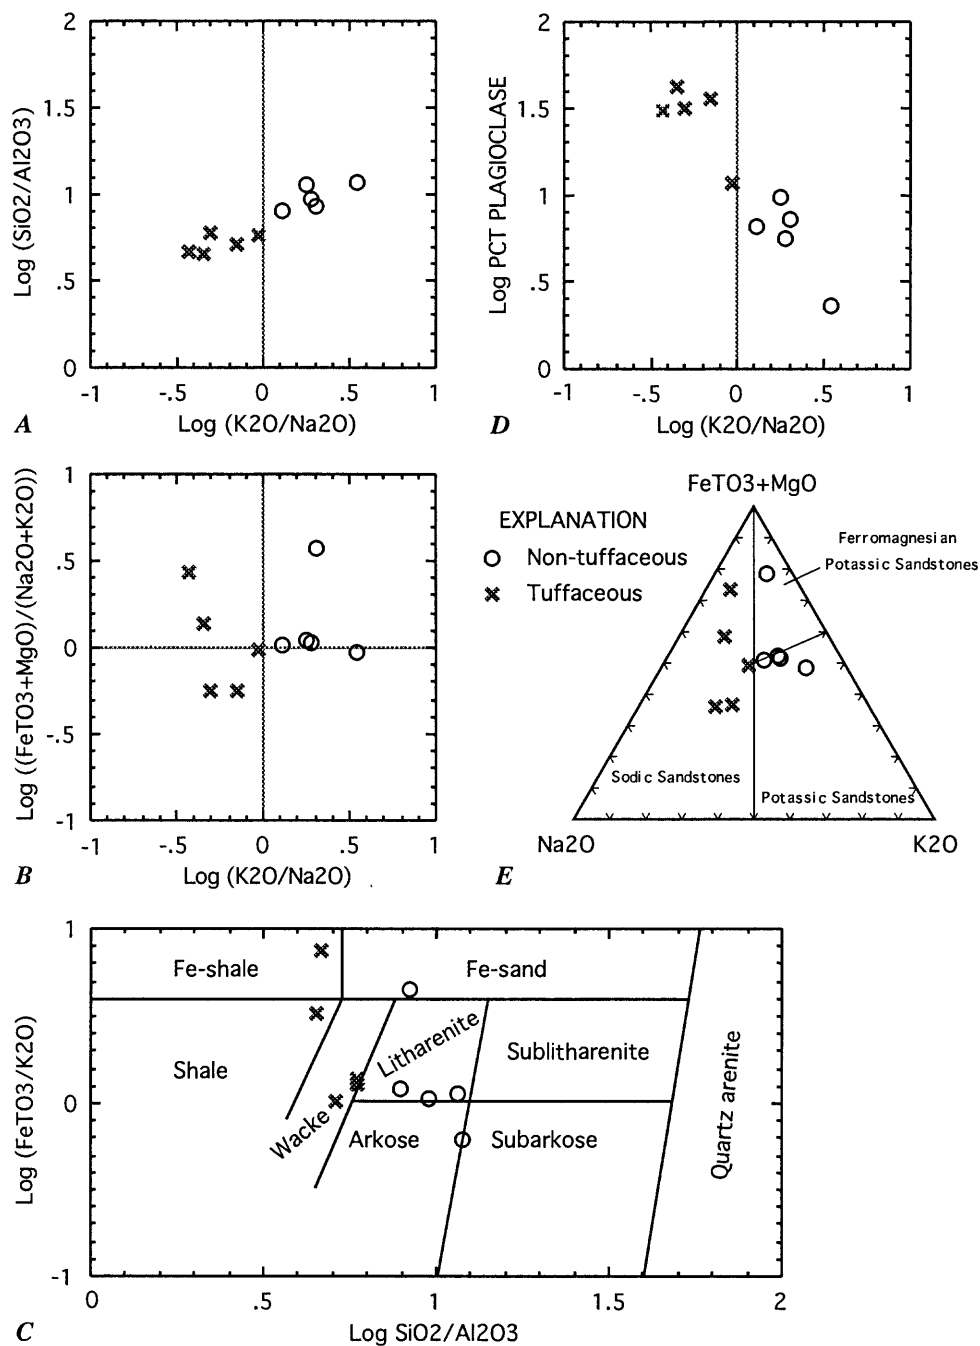 2
1.5
1
.5
0
Log (SiO2/Al2O3)
-1
-.5
0
.5
1
Log (K2O/Na2O)
A
2
1.5
1
.5
0
Log PCT PLAGIOCLASE
-1
-.5
0
.5
1
Log (K2O/Na2O)
D
1
.5
0
-.5
-1
Log ((FeTO3+MgO)/(Na2O+K2O))
-1
-.5
0
.5
1
Log (K2O/Na2O)
B
EXPLANATION
Non-tuffaceous
Tuffaceous
FeTO3+MgO
Ferromagnesian
Potassic Sandstones
Sodic Sandstones
Potassic Sandstones
Na2O
K2O
E
1
0
-1
Log (FeTO3/K2O)
Fe-shale
Fe-sand
Shale
Wacke
Litharenite
Sublitharenite
Arkose
Subarkose
Quartz arenite
0
.5
1
1.5
2
Log SiO2/Al2O3
C